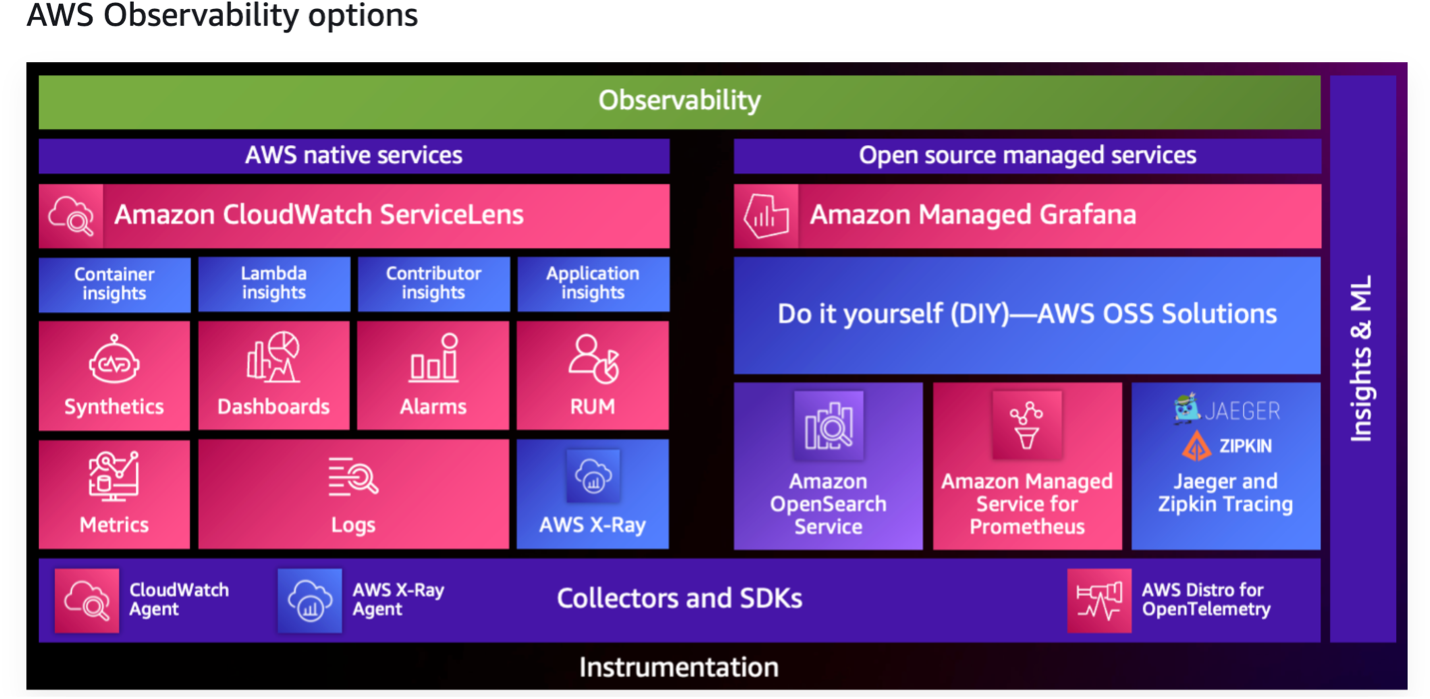 AWS Observability options
Observability
AWS native services
Amazon CloudWatch ServiceLens
Container
insights
Lambda
insights
Contributor
insights
Application
insights
Synthetics
Dashboards
Alarms
RUM
Metrics
Logs
AWS X-Ray
Open source managed services
Amazon Managed Grafana
Do it yourself (DIY)—AWS OSS Solutions
Amazon
OpenSearch
Service
Amazon Managed
Service for
Prometheus
JAEGER
ZIPKIN
Jaeger and
Zipkin Tracing
CloudWatch
Agent
AWS X-Ray
Agent
Collectors and SDKs
AWS Distro for
OpenTelemetry
Instrumentation
Insights & ML